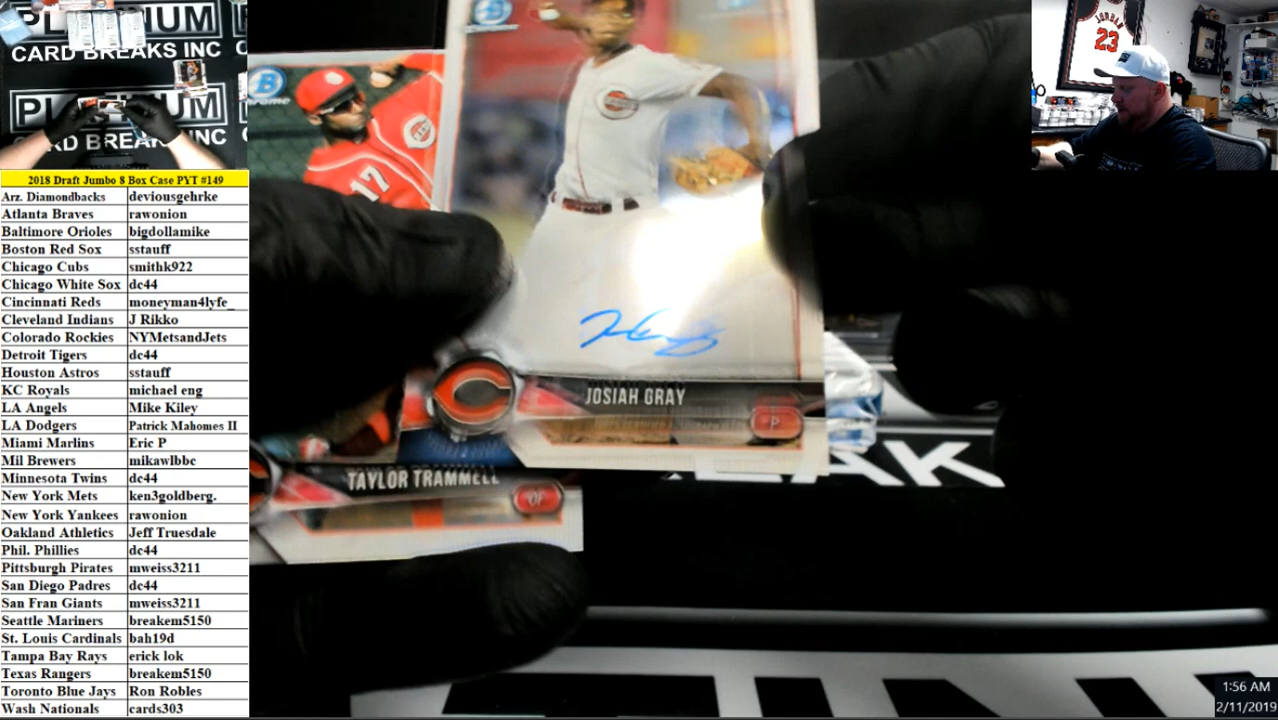 PLATINUM
CARD BREAKS INC
PLATINUM
CARD BREAKS INC
2018 Draft Jumbo 8 Box Case PYT #149
Arz. Diamondbacks deviousgehrke
Atlanta Braves rawonion
Baltimore Orioles bigdollamike
Boston Red Sox sstauff
Chicago Cubs smithk922
Chicago White Sox dc44
Cincinnati Reds moneyman4lyfe_
Cleveland Indians J Rikko
Colorado Rockies NYMetsandJets
Detroit Tigers dc44
Houston Astros sstauff
KC Royals michael eng
LA Angels Mike Kiley
LA Dodgers Patrick Mahomes II
Miami Marlins Eric P
Mil Brewers mikawlbbc
Minnesota Twins dc44
New York Mets ken3goldberg.
New York Yankees rawonion
Oakland Athletics Jeff Truesdale
Phil. Phillies dc44
Pittsburgh Pirates mweiss3211
San Diego Padres dc44
San Fran Giants mweiss3211
Seattle Mariners breakem5150
St. Louis Cardinals bah19d
Tampa Bay Rays erick lok
Texas Rangers breakem5150
Toronto Blue Jays Ron Robles
Wash Nationals cards303
B
chrome
17
JOSIAH GRAY
P
TAYLOR TRAMMELL
OF
JORDAN
23
1:56 AM
2/11/2019